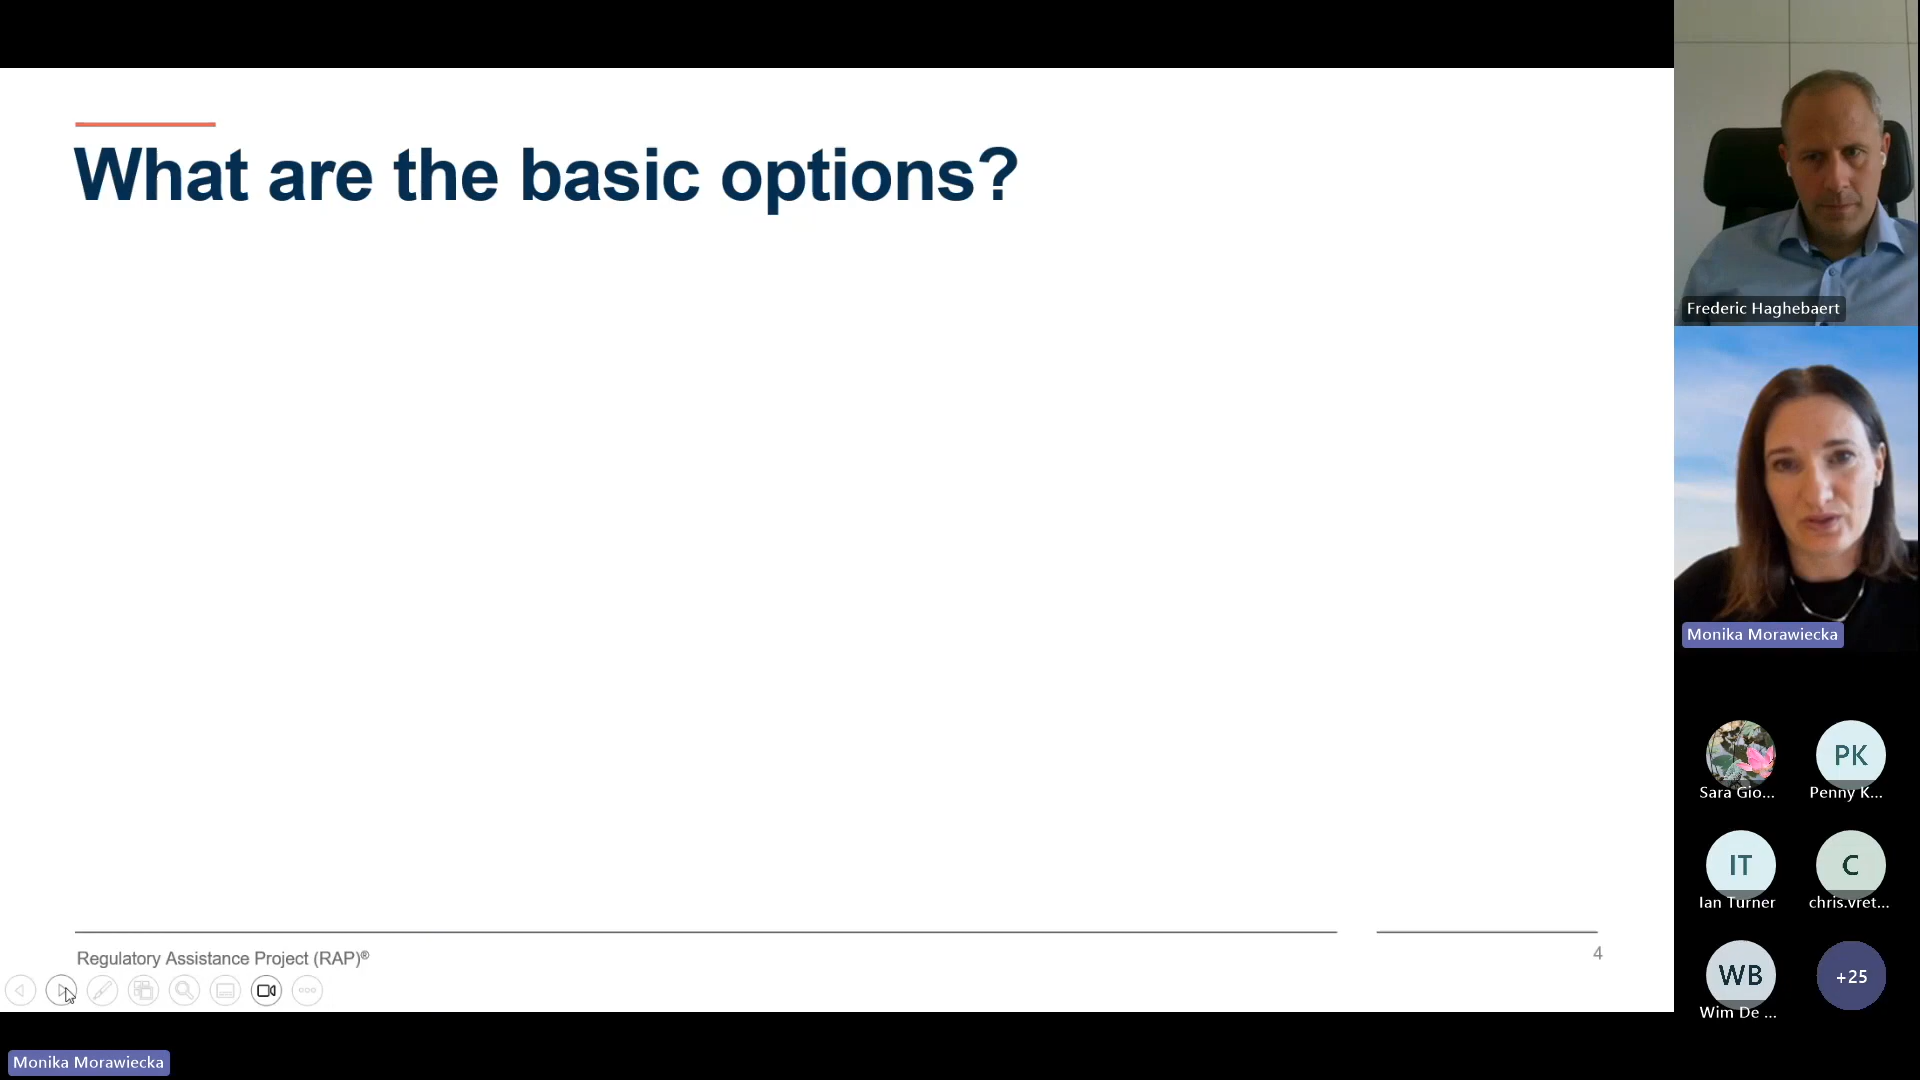 What are the basic options?
Regulatory Assistance Project (RAP)®
4
Monika Morawiecka
Frederic Haghebaert
Monika Morawiecka
Sara Gio...
PK
Penny K...
IT
Ian Turner
C
chris.vret...
WB
Wim De ...
+25